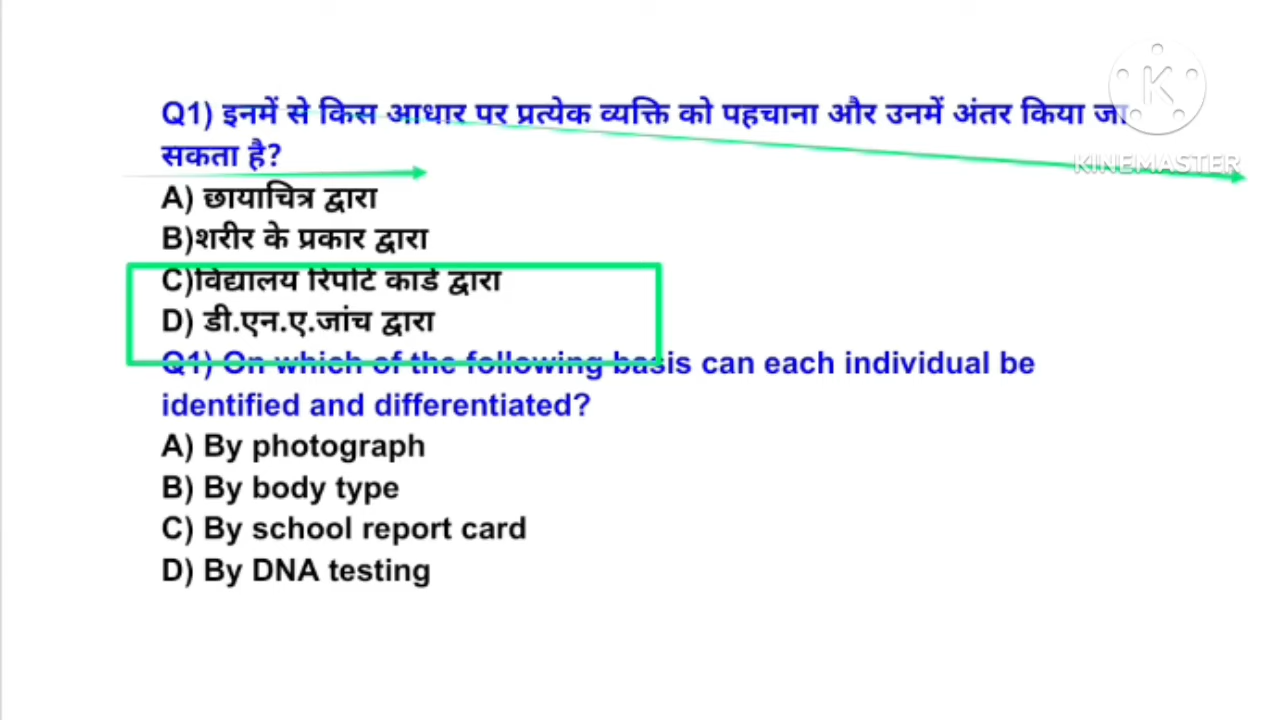 Q1) इनमें से किस आधार पर प्रत्येक व्यक्ति को पहचाना और उनमें अंतर किया जा
सकता है?
A) छायाचित्र द्वारा
B)शरीर के प्रकार द्वारा
C)विद्यालय रिपोर्ट कार्ड द्वारा
D) डी.एन.ए.जांच द्वारा
Q1) On which of the following basis can each individual be
identified and differentiated?
A) By photograph
B) By body type
C) By school report card
D) By DNA testing
K
KINEMASTER